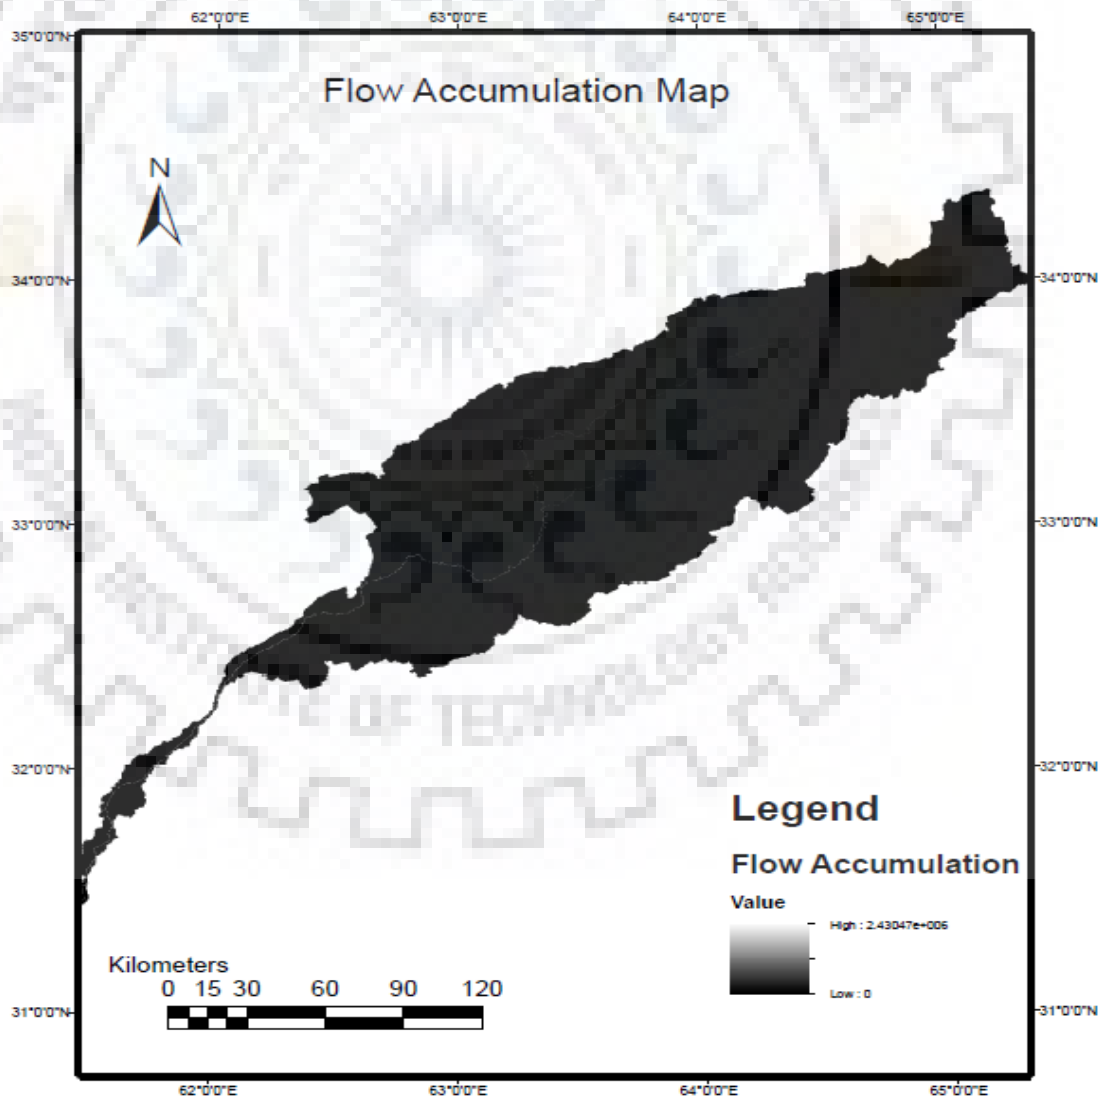 62°0'0"E 63°0'0"E 64°0'0"E 65°0'0"E
35°0'0"N
Flow Accumulation Map
N
34°0'0"N 34°0'0"N
33°0'0"N 33°0'0"N
OF TECHNOLOGY
32°0'0"N 32°0'0"N
Legend
Flow Accumulation
Value
High : 2.43047e+006
Low : 0
Kilometers
0 15 30 60 90 120
31°0'0"N 31°0'0"N
62°0'0"E 63°0'0"E 64°0'0"E 65°0'0"E